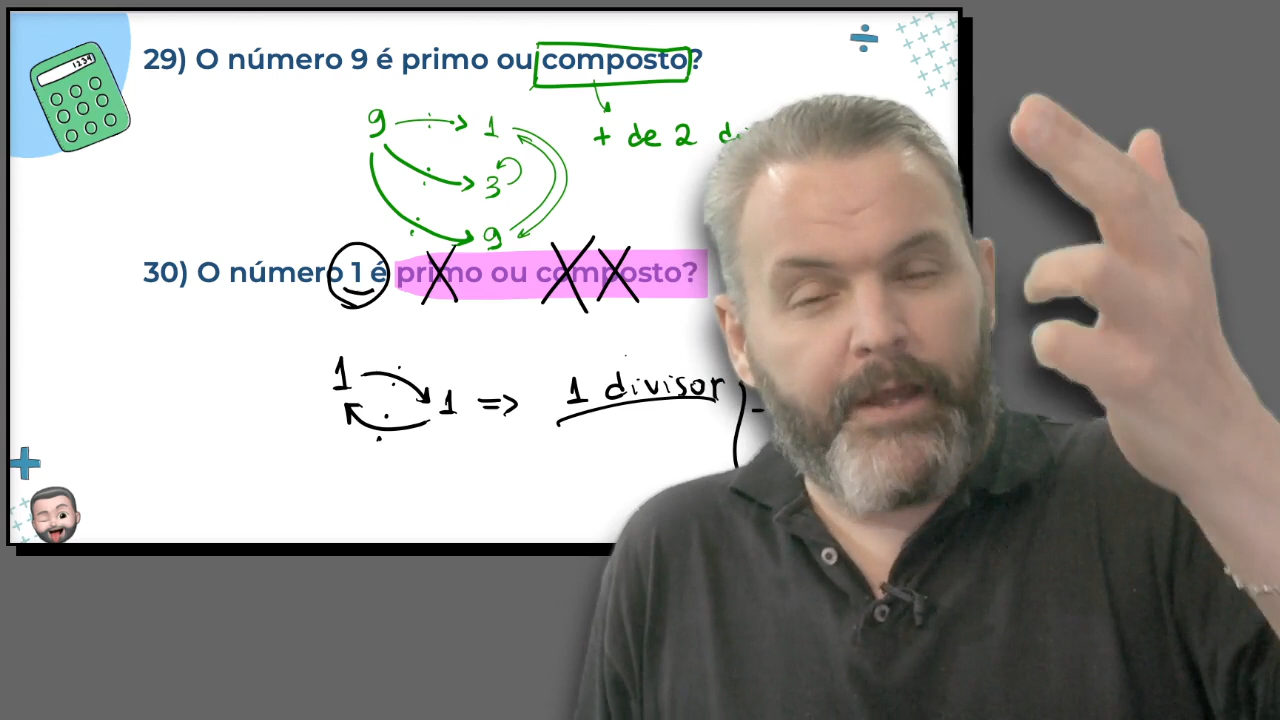 1234
29) O número 9 é primo ou composto?
9 1
+ de 2
3
9
30) O número 1 é primo ou composto?
1 1 => 1 divisor